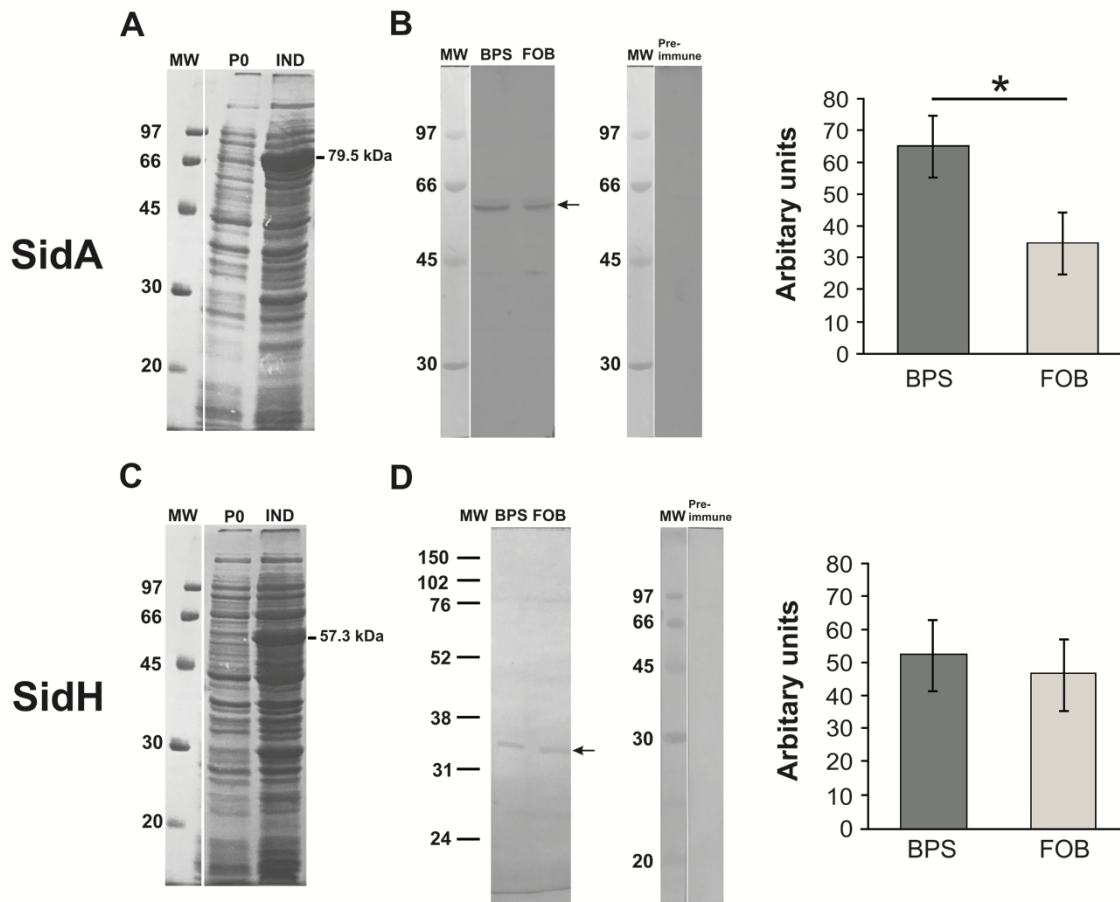 A
MW P0 IND
97
66
45
30
20
79.5 kDa
SidA
B
MW BPS FOB
97
66
45
30
MW Pre-
immune
97
66
45
30
Arbitary units
80
70
60
50
40
30
20
10
0
*
BPS FOB
C
MW P0 IND
97
66
45
30
20
57.3 kDa
SidH
D
MW BPS FOB
150
102
76
52
38
31
24
MW Pre-
immune
97
66
45
30
20
Arbitary units
80
70
60
50
40
30
20
10
0
BPS FOB